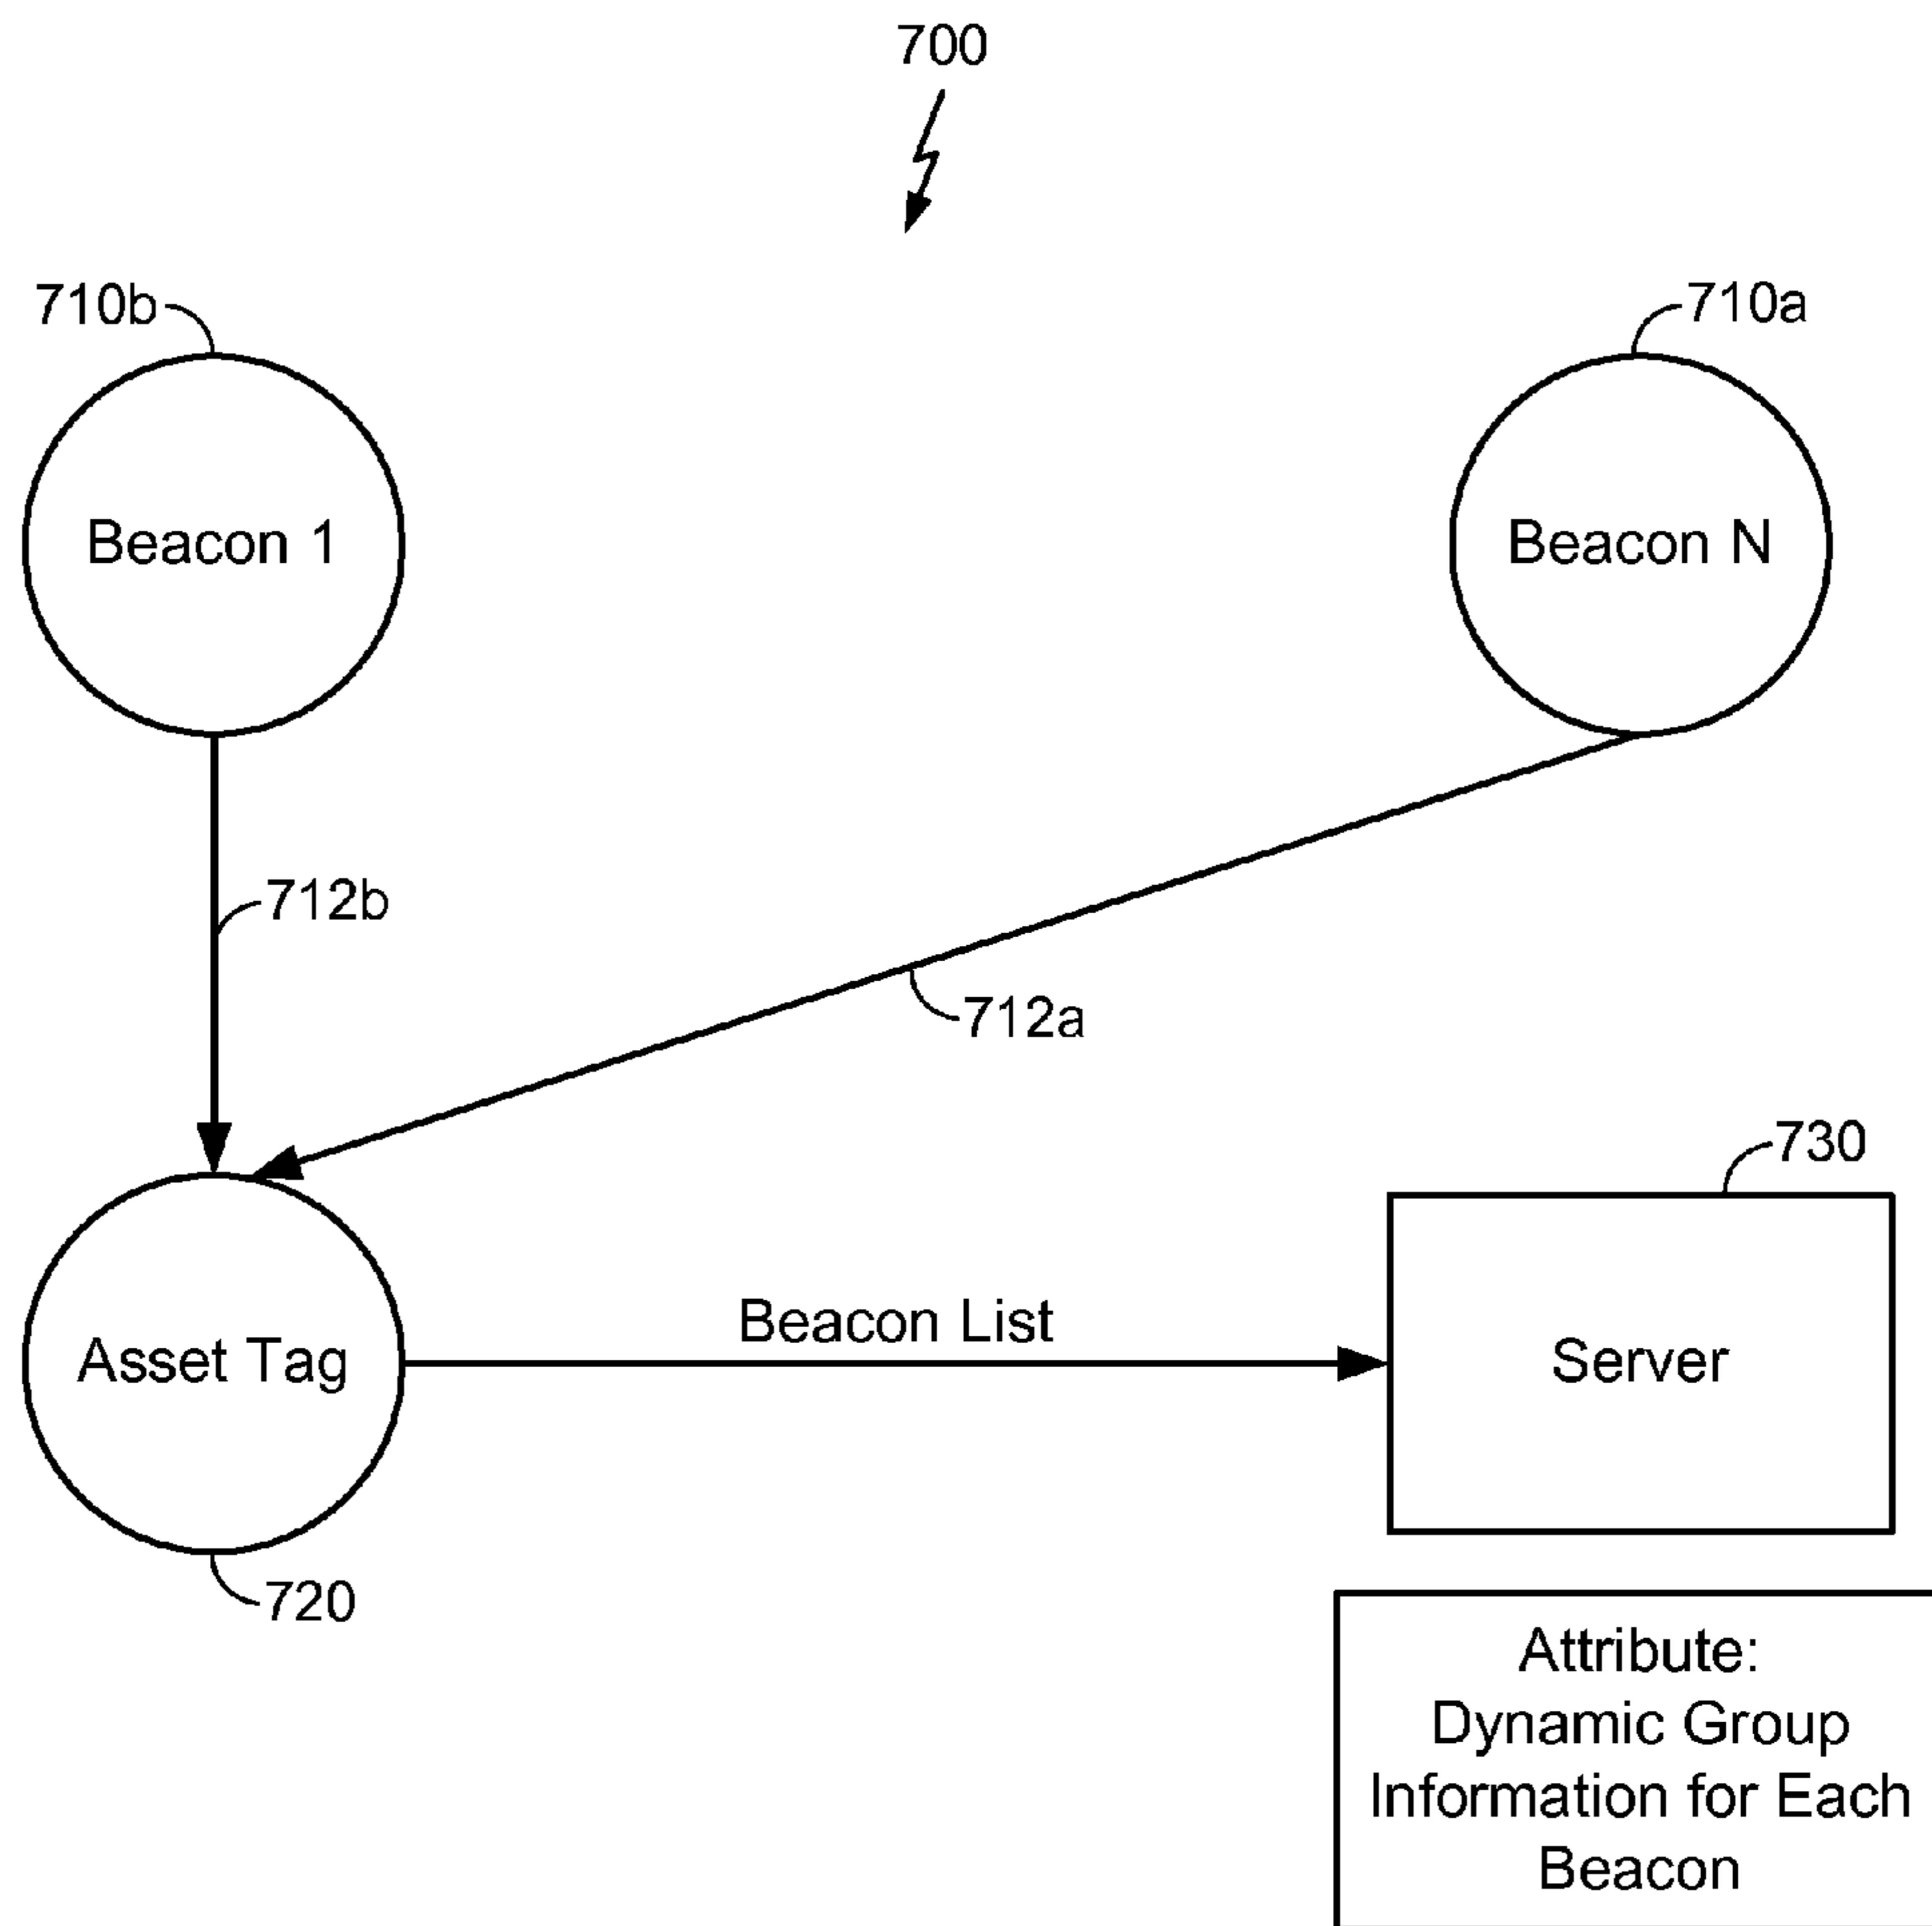 700
710b
710a
Beacon 1
Beacon N
712b
712a
730
Beacon List
Asset Tag
Server
720
Attribute:
Dynamic Group
Information for Each
Beacon